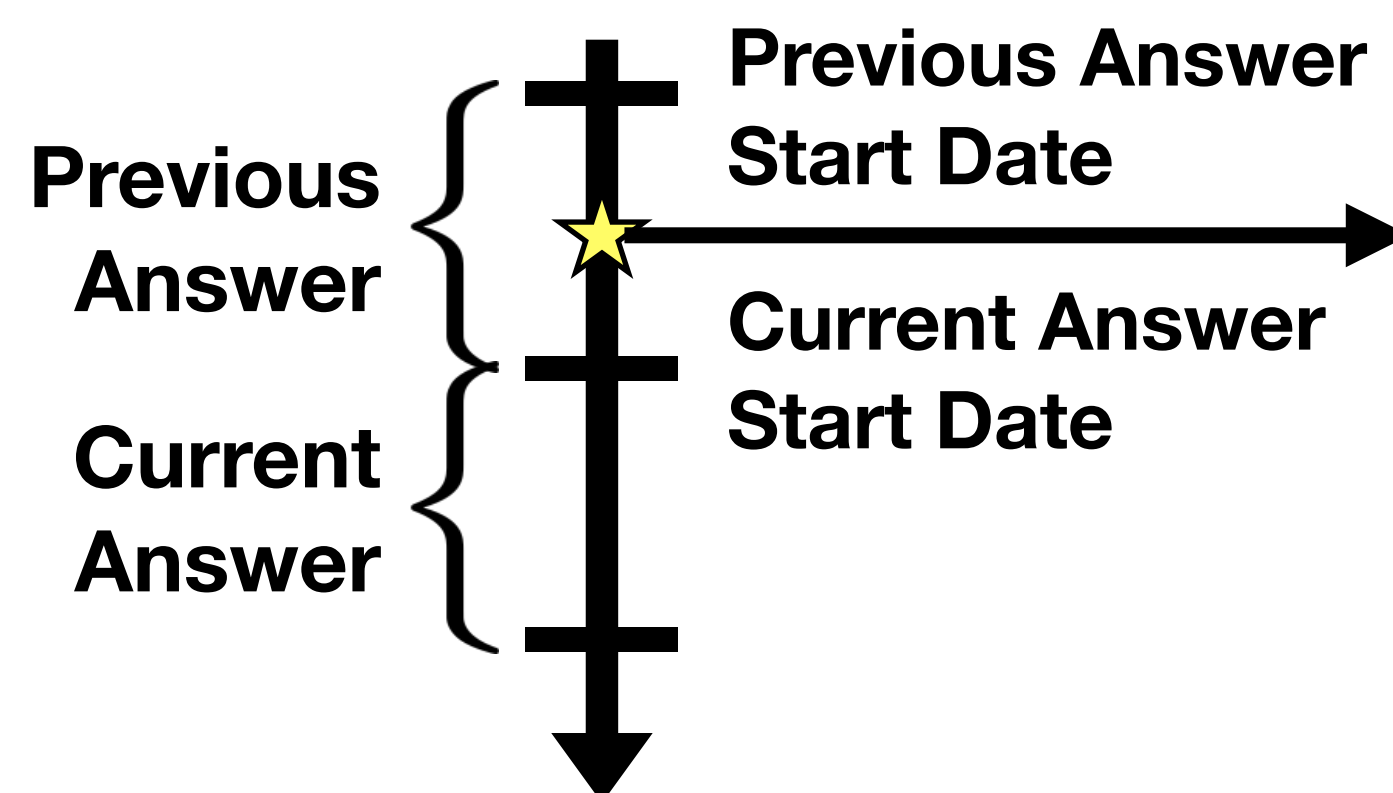 Previous Answer
Start Date
Previous
Answer
Current Answer
Start Date
Current
Answer